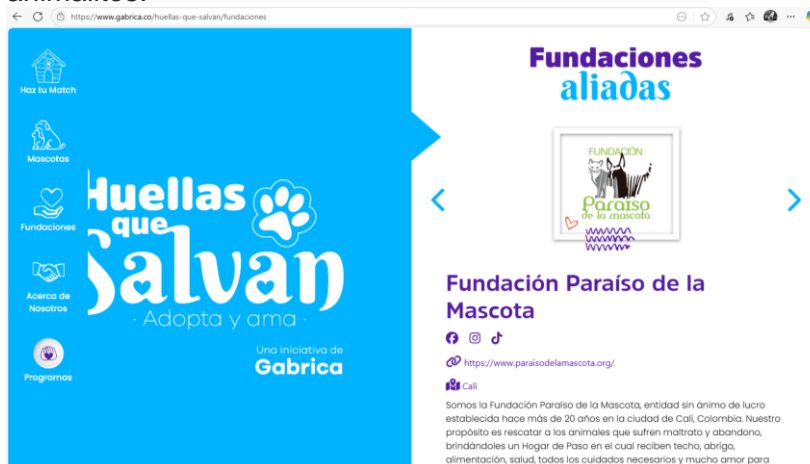 animalitos.
https://www.gabrica.co/huellas-que-salvan/fundaciones
Haz tu Match
Mascotas
Fundaciones
Acerca de
Nosotros
Programas
Huellas
que
Salvan
· Adopta y ama ·
Una iniciativa de
Gabrica
Fundaciones
aliadas
FUNDACIÓN
Paraíso
de la mascota
Fundación Paraíso de la
Mascota
https://www.paraisodelamascota.org/
Cali
Somos la Fundación Paraíso de la Mascota, entidad sin ánimo de lucro
establecida hace más de 20 años en la ciudad de Cali, Colombia. Nuestro
propósito es rescatar a los animales que sufren maltrato y abandono,
brindándoles un Hogar de Paso en el cual reciben techo, abrigo,
alimentación, salud, todos los cuidados necesarios y mucho amor para